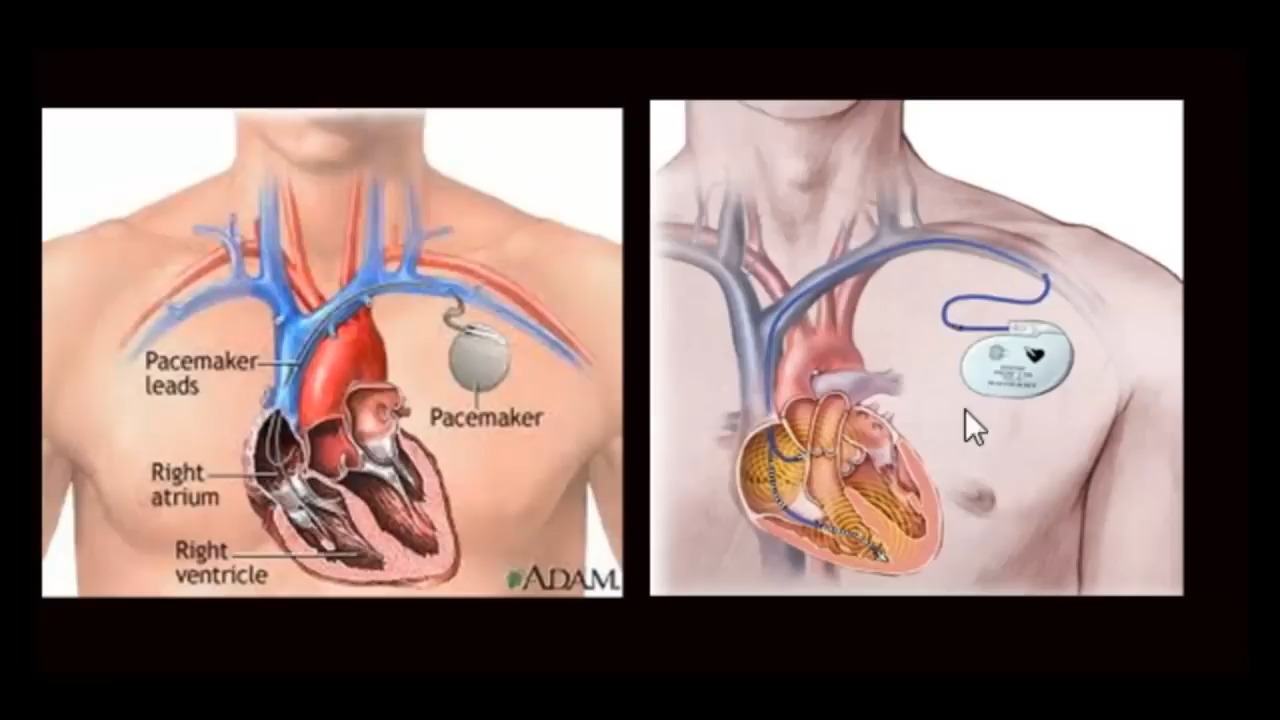 Pacemaker
leads
Pacemaker
Right
atrium
Right
ventricle
ADAM.